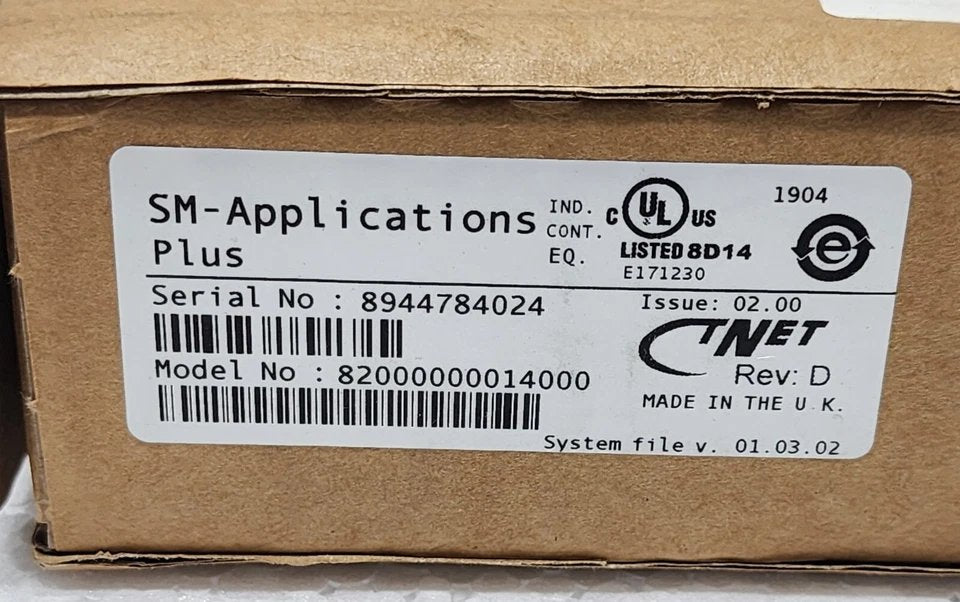 SM-Applications
Plus
IND.
CONT.
EQ.
C UL US
LISTED 8D14
E171230
1904
e
Serial No : 8944784024
Issue: 02.00
CTNET
Rev: D
Model No : 82000000014000
MADE IN THE U.K.
System file v. 01.03.02